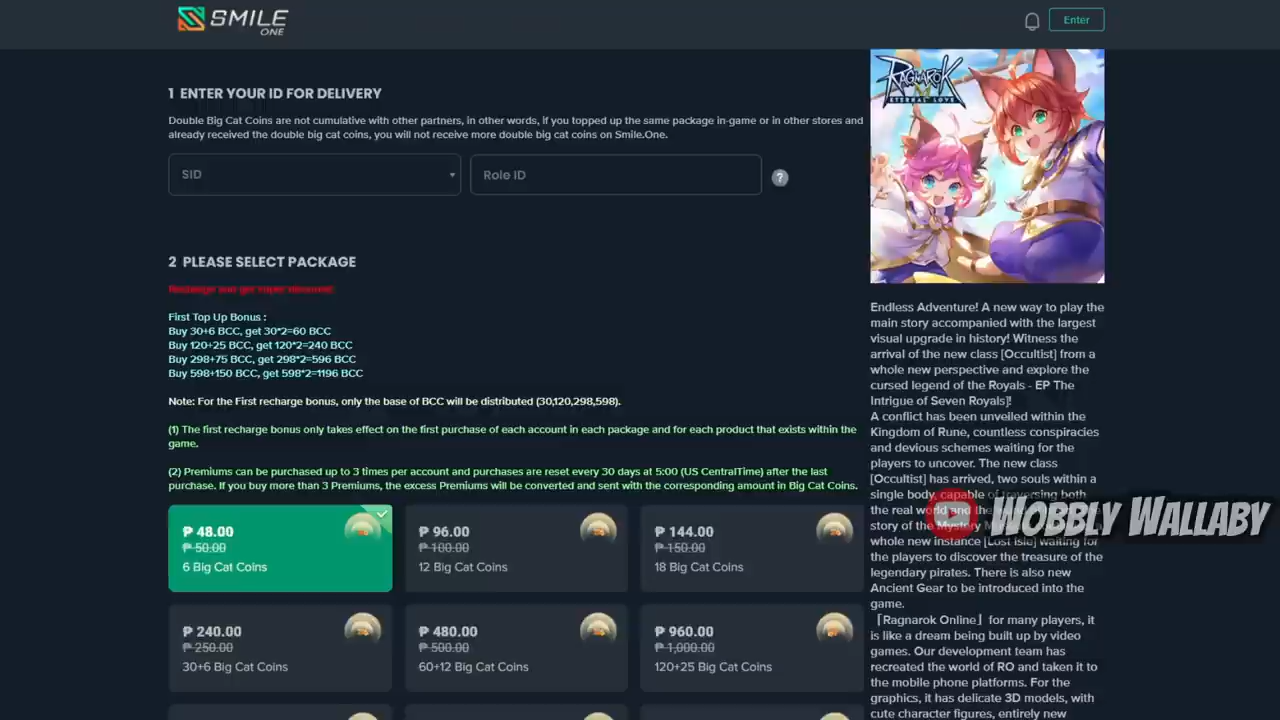 SMILE
ONE
Enter
1 ENTER YOUR ID FOR DELIVERY
Double Big Cat Coins are not cumulative with other partners, in other words, if you topped up the same package in-game or in other stores and
already received the double big cat coins, you will not receive more double big cat coins on Smile.One.
SID
Role ID
?
2 PLEASE SELECT PACKAGE
Recharge and get super discount!
First Top Up Bonus :
Buy 30+6 BCC, get 30*2=60 BCC
Buy 120+25 BCC, get 120*2=240 BCC
Buy 298+75 BCC, get 298*2=596 BCC
Buy 598+150 BCC, get 598*2=1196 BCC
Note: For the First recharge bonus, only the base of BCC will be distributed (30,120,298,598).
(1) The first recharge bonus only takes effect on the first purchase of each account in each package and for each product that exists within the
game.
(2) Premiums can be purchased up to 3 times per account and purchases are reset every 30 days at 5:00 (US CentralTime) after the last
purchase. If you buy more than 3 Premiums, the excess Premiums will be converted and sent with the corresponding amount in Big Cat Coins.
₱ 48.00
₱ 50.00
6 Big Cat Coins
₱ 96.00
₱ 100.00
12 Big Cat Coins
₱ 144.00
₱ 150.00
18 Big Cat Coins
₱ 240.00
₱ 250.00
30+6 Big Cat Coins
₱ 480.00
₱ 500.00
60+12 Big Cat Coins
₱ 960.00
₱ 1,000.00
120+25 Big Cat Coins
RAGNAROK M
ETERNAL LOVE
Endless Adventure! A new way to play the
main story accompanied with the largest
visual upgrade in history! Witness the
arrival of the new class [Occultist] from a
whole new perspective and explore the
cursed legend of the Royals - EP The
Intrigue of Seven Royals]!
A conflict has been unveiled within the
Kingdom of Rune, countless conspiracies
and devious schemes waiting for the
players to uncover. The new class
[Occultist] has arrived, two souls within a
single body, capable of traversing both
the real world and the
story of the Mystery
whole new instance [Lost Isle] waiting for
the players to discover the treasure of the
legendary pirates. There is also new
Ancient Gear to be introduced into the
game.
「Ragnarok Online」for many players, it
is like a dream being built up by video
games. Our development team has
recreated the world of RO and taken it to
the mobile phone platforms. For the
graphics, it has delicate 3D models, with
cute character figures, entirely new
WOBBLY WALLABY